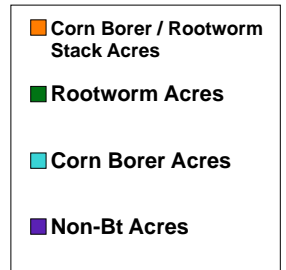 Corn Borer / Rootworm
Stack Acres
Rootworm Acres
Corn Borer Acres
Non-Bt Acres